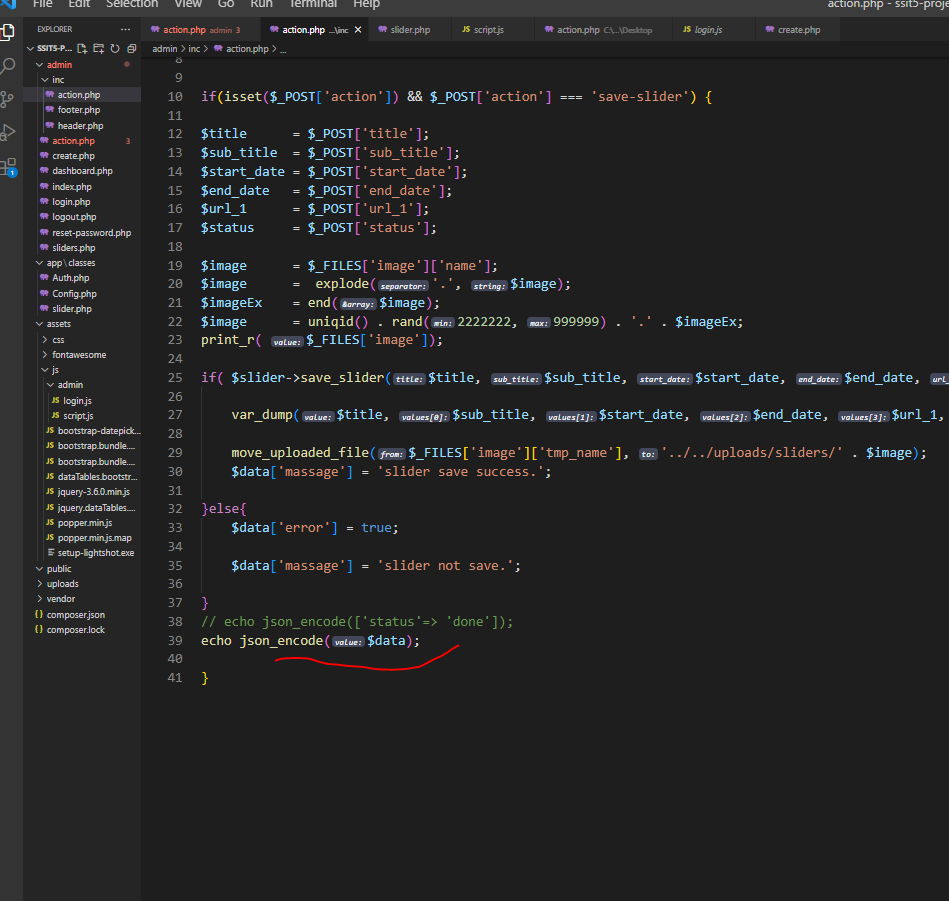 File Edit Selection View Go Run Terminal Help action.php - ssit5-proje
EXPLORER ... action.php admin 3 action.php ...\inc × slider.php script.js action.php C:\...\Desktop login.js create.php
SSIT5-P... admin > inc > action.php > ...
admin
inc
action.php
footer.php
header.php
action.php 3
create.php
dashboard.php
index.php
login.php
logout.php
reset-password.php
sliders.php
app\classes
Auth.php
Config.php
slider.php
assets
css
fontawesome
js
admin
JS login.js
JS script.js
JS bootstrap-datepick...
JS bootstrap.bundle....
JS bootstrap.bundle....
JS dataTables.bootstr...
JS jquery-3.6.0.min.js
JS jquery.dataTables....
JS popper.min.js
JS popper.min.js.map
setup-lightshot.exe
public
uploads
vendor
{} composer.json
{} composer.lock
1
8
9
10 if(isset($_POST['action']) && $_POST['action'] === 'save-slider') {
11
12 $title = $_POST['title'];
13 $sub_title = $_POST['sub_title'];
14 $start_date = $_POST['start_date'];
15 $end_date = $_POST['end_date'];
16 $url_1 = $_POST['url_1'];
17 $status = $_POST['status'];
18
19 $image = $_FILES['image']['name'];
20 $image = explode(separator: '.', string: $image);
21 $imageEx = end(&array: $image);
22 $image = uniqid() . rand(min: 2222222, max: 999999) . '.' . $imageEx;
23 print_r( value: $_FILES['image']);
24
25 if( $slider->save_slider(title: $title, sub_title: $sub_title, start_date: $start_date, end_date: $end_date, url_
26
27 var_dump(value: $title, values[0]: $sub_title, values[1]: $start_date, values[2]: $end_date, values[3]: $url_1,
28
29 move_uploaded_file(from: $_FILES['image']['tmp_name'], to: '../../uploads/sliders/' . $image);
30 $data['massage'] = 'slider save success.';
31
32 }else{
33 $data['error'] = true;
34
35 $data['massage'] = 'slider not save.';
36
37 }
38 // echo json_encode(['status'=> 'done']);
39 echo json_encode(value: $data);
40
41 }